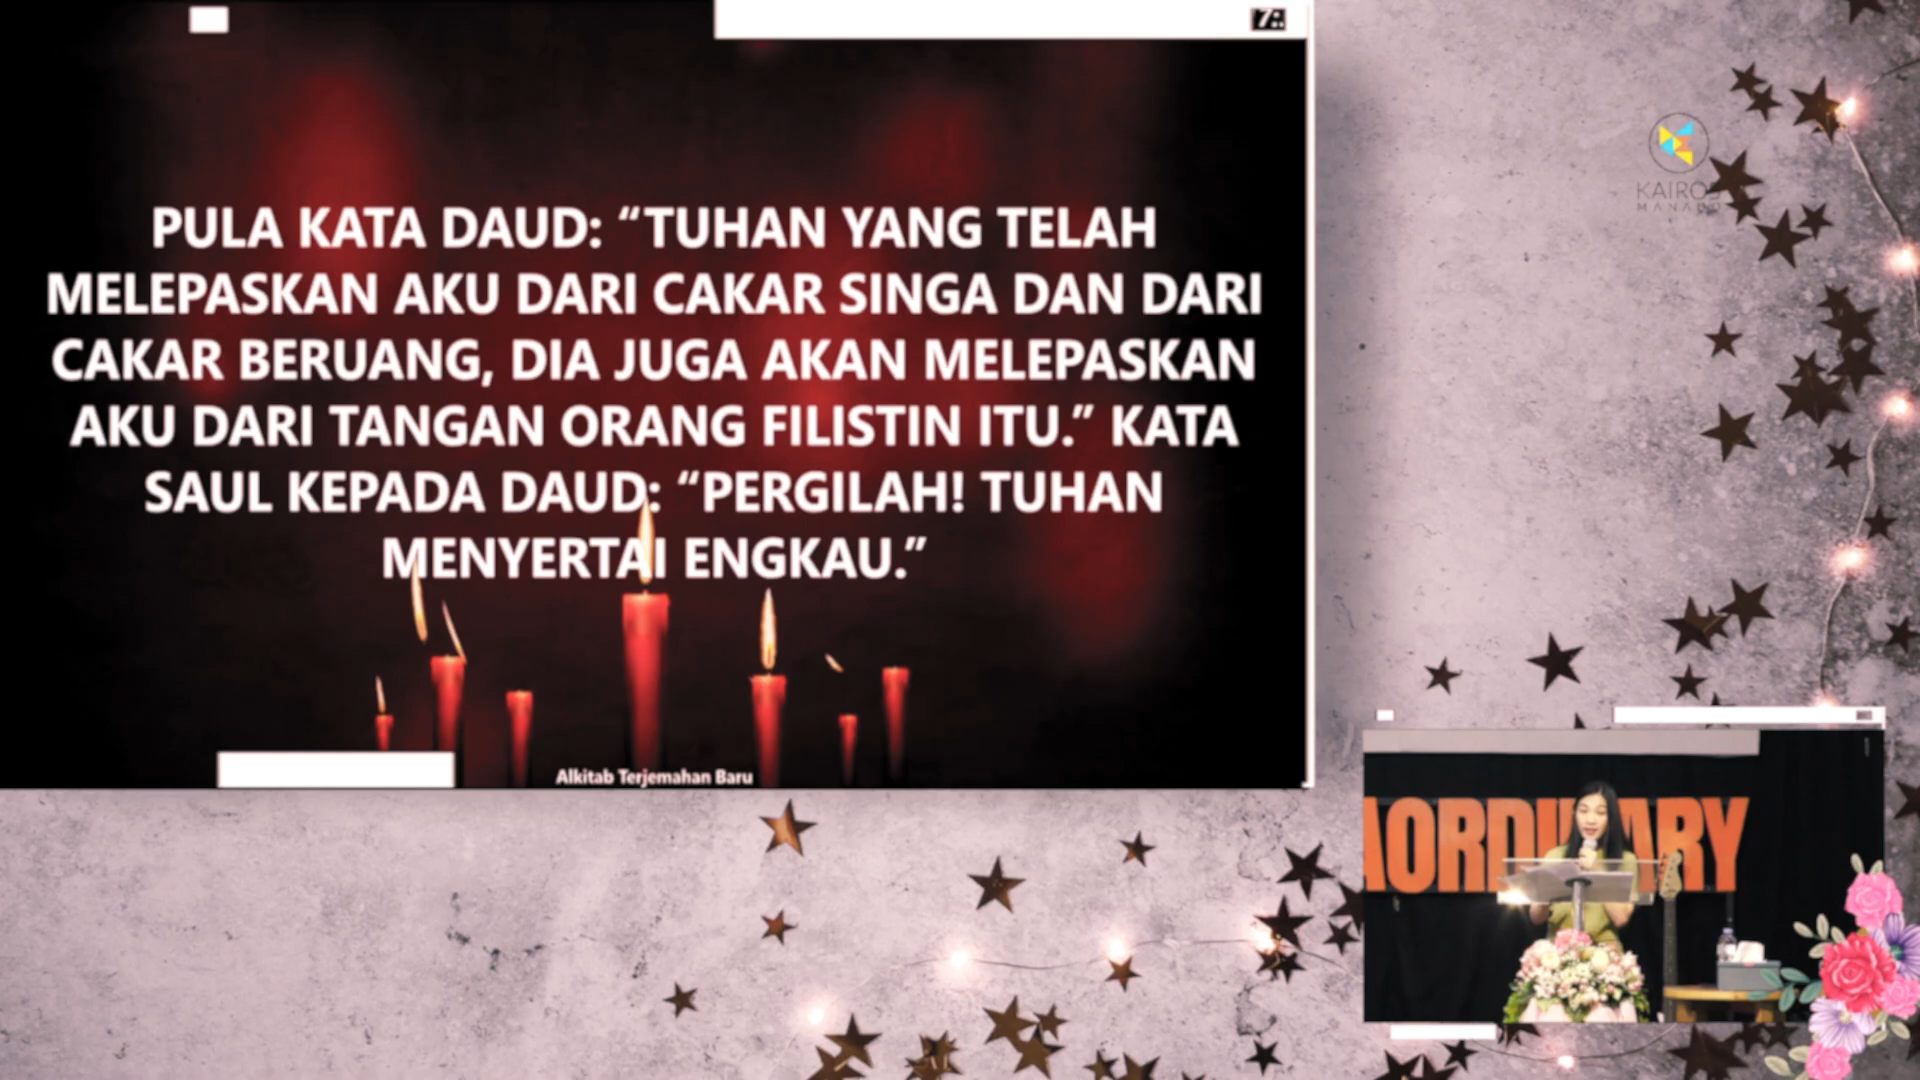 PULA KATA DAUD: “TUHAN YANG TELAH
MELEPASKAN AKU DARI CAKAR SINGA DAN DARI
CAKAR BERUANG, DIA JUGA AKAN MELEPASKAN
AKU DARI TANGAN ORANG FILISTIN ITU.” KATA
SAUL KEPADA DAUD: “PERGILAH! TUHAN
MENYERTAI ENGKAU.”
Alkitab Terjemahan Baru
KAIROS